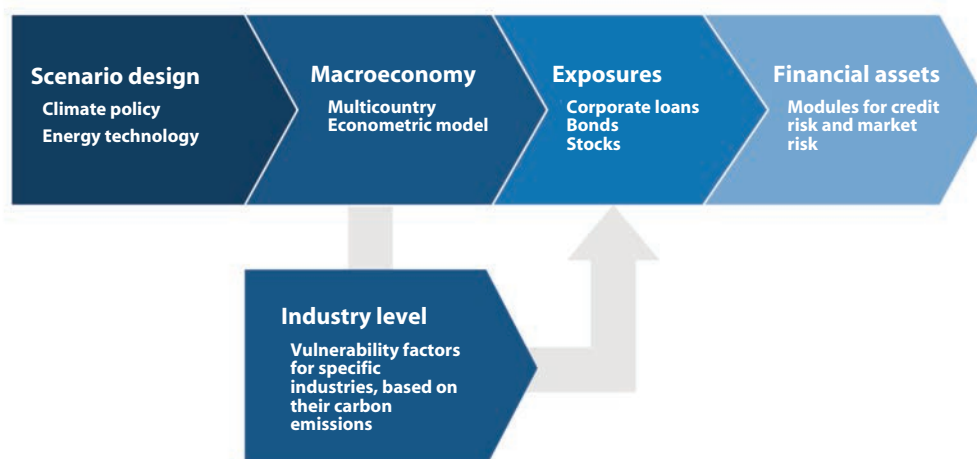 Scenario design
Climate policy
Energy technology
Macroeconomy
Multicountry
Econometric model
Exposures
Corporate loans
Bonds
Stocks
Financial assets
Modules for credit
risk and market
risk
Industry level
Vulnerability factors
for specific
industries, based on
their carbon
emissions